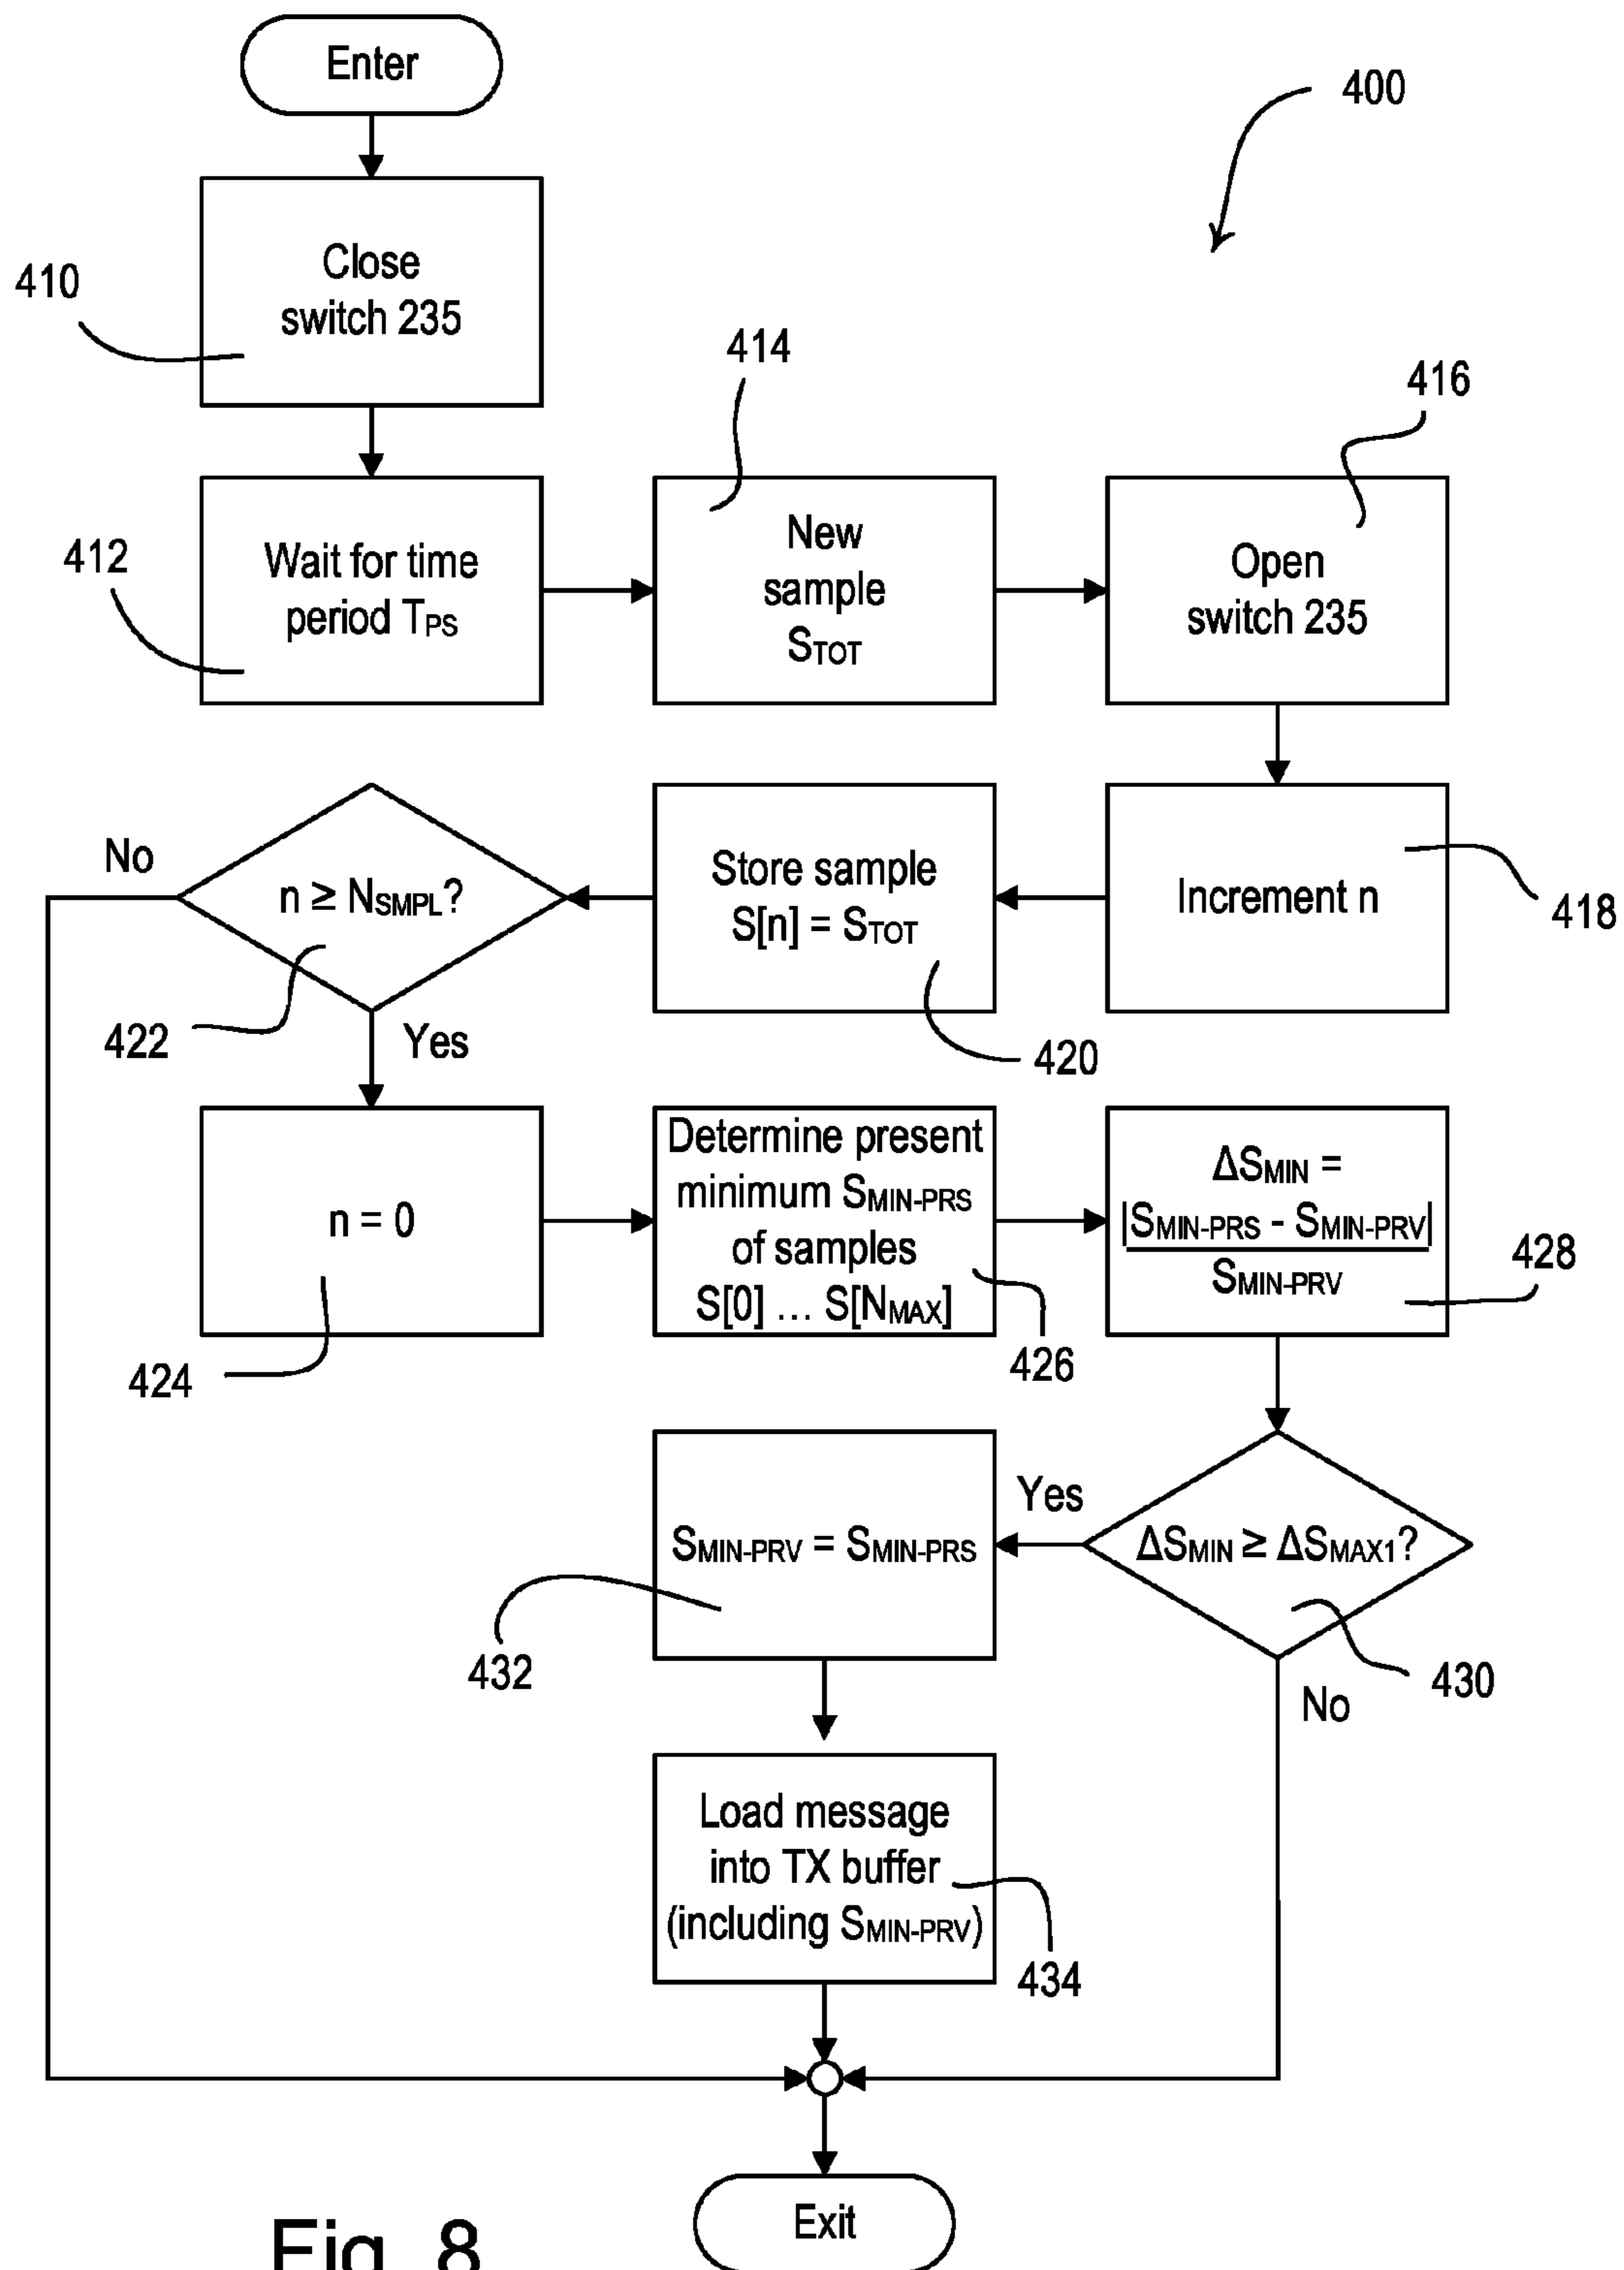 Enter
400
Close
switch 235
410
414
416
412
Wait for time
period TPS
New
sample
STOT
Open
switch 235
No
n ≥ NSMPL?
Store sample
S[n] = STOT
Increment n
418
422
Yes
420
n = 0
Determine present
minimum SMIN-PRS
of samples
S[0] ... S[NMAX]
ΔSMIN =
|SMIN-PRS - SMIN-PRV|
SMIN-PRV
428
424
426
SMIN-PRV = SMIN-PRS
Yes
ΔSMIN ≥ ΔSMAX1?
432
430
No
Load message
into TX buffer
(including SMIN-PRV)
434
Exit
Fig. 8